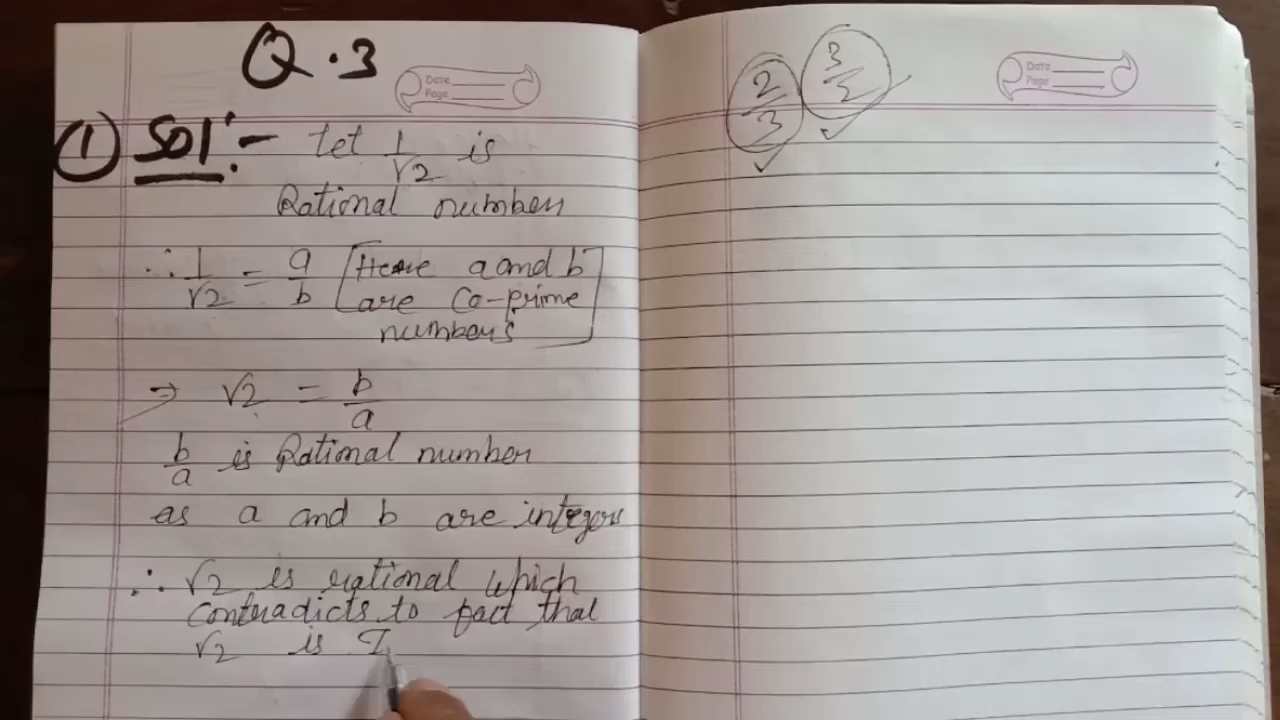 Q.3
Date
Page
(1) Sol:- Let 1/√2 is
Rational number
∴ 1/√2 = a/b [Here a and b
are Co-prime
numbers]
⇒ √2 = b/a
b/a is Rational number
as a and b are integers
∴ √2 is rational which
contradicts to fact that
√2 is I
2/3 3/2
Date
Page